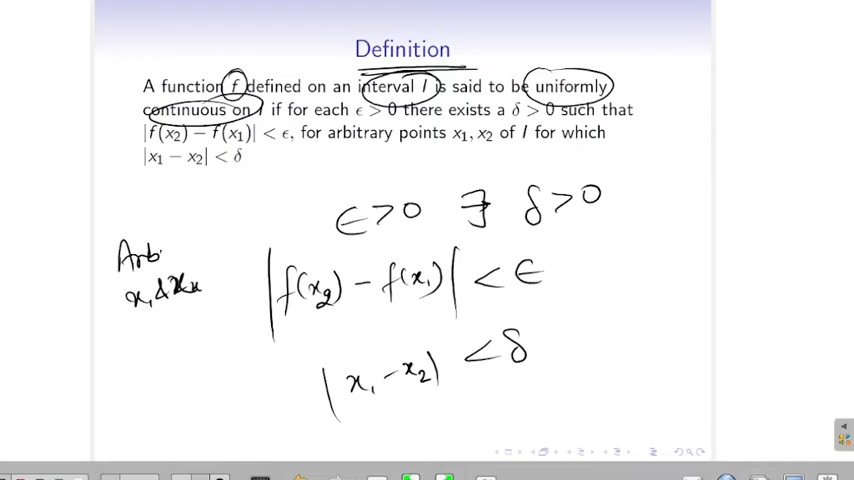 Definition
A function f defined on an interval I is said to be uniformly
continuous on I if for each ϵ > 0 there exists a δ > 0 such that
|f(x₂) − f(x₁)| < ϵ, for arbitrary points x₁, x₂ of I for which
|x₁ − x₂| < δ
ϵ > 0 ∃ δ > 0
Arb.
x₁ &
|f(x₂) − f(x₁)| < ϵ
|x₁ − x₂| < δ